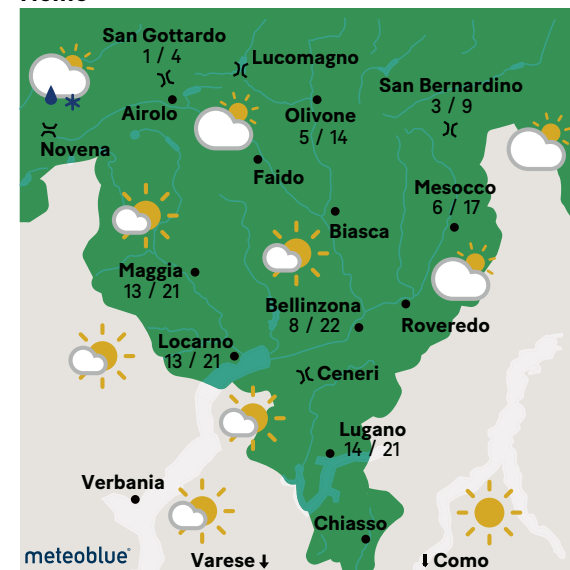 San Gottardo
1 / 4
Lucomagno
San Bernardino
3 / 9
Airolo
Olivone
5 / 14
Novena
Faido
Mesocco
6 / 17
Biasca
Maggia
13 / 21
Bellinzona
8 / 22
Roveredo
Locarno
13 / 21
Ceneri
Lugano
14 / 21
Verbania
Chiasso
meteoblue®
Varese ↓
⬇ Como